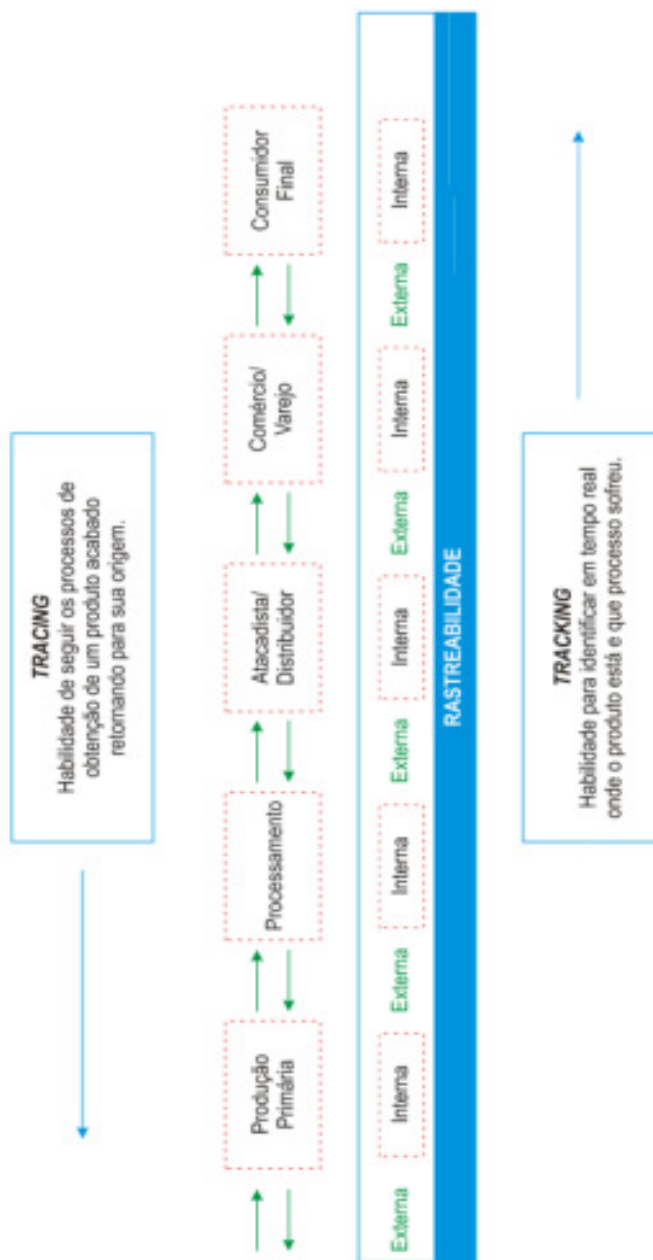 TRACING
Habilidade de seguir os processos de
obtenção de um produto acabado
retornando para sua origem.
Produção
Primária
Processamento
Atacadista/
Distribuidor
Comércio/
Varejo
Consumidor
Final
Externa
Interna
Externa
Interna
Externa
Interna
Externa
Interna
Externa
Interna
RASTREABILIDADE
TRACKING
Habilidade para identificar em tempo real
onde o produto está e que processo sofreu.